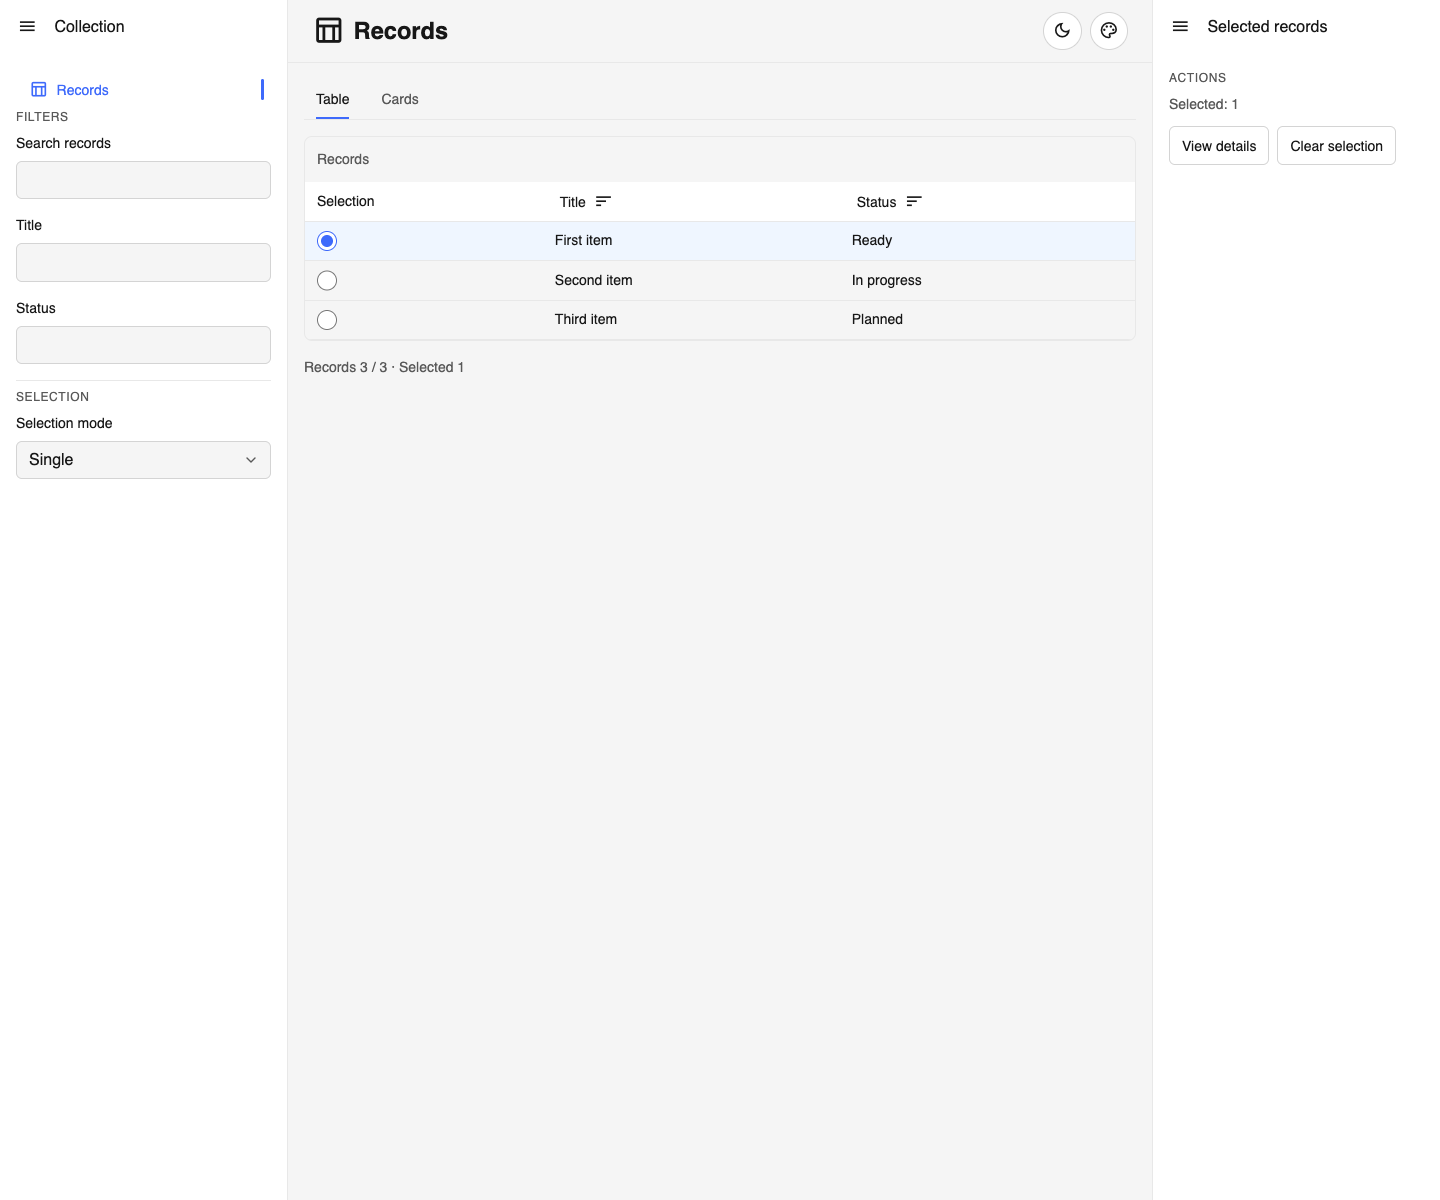 Collection
Records
FILTERS
Search records
Title
Status
SELECTION
Selection mode
Single
Records
Table
Cards
Records
Selection Title Status
First item Ready
Second item In progress
Third item Planned
Records 3 / 3 · Selected 1
Selected records
ACTIONS
Selected: 1
View details
Clear selection